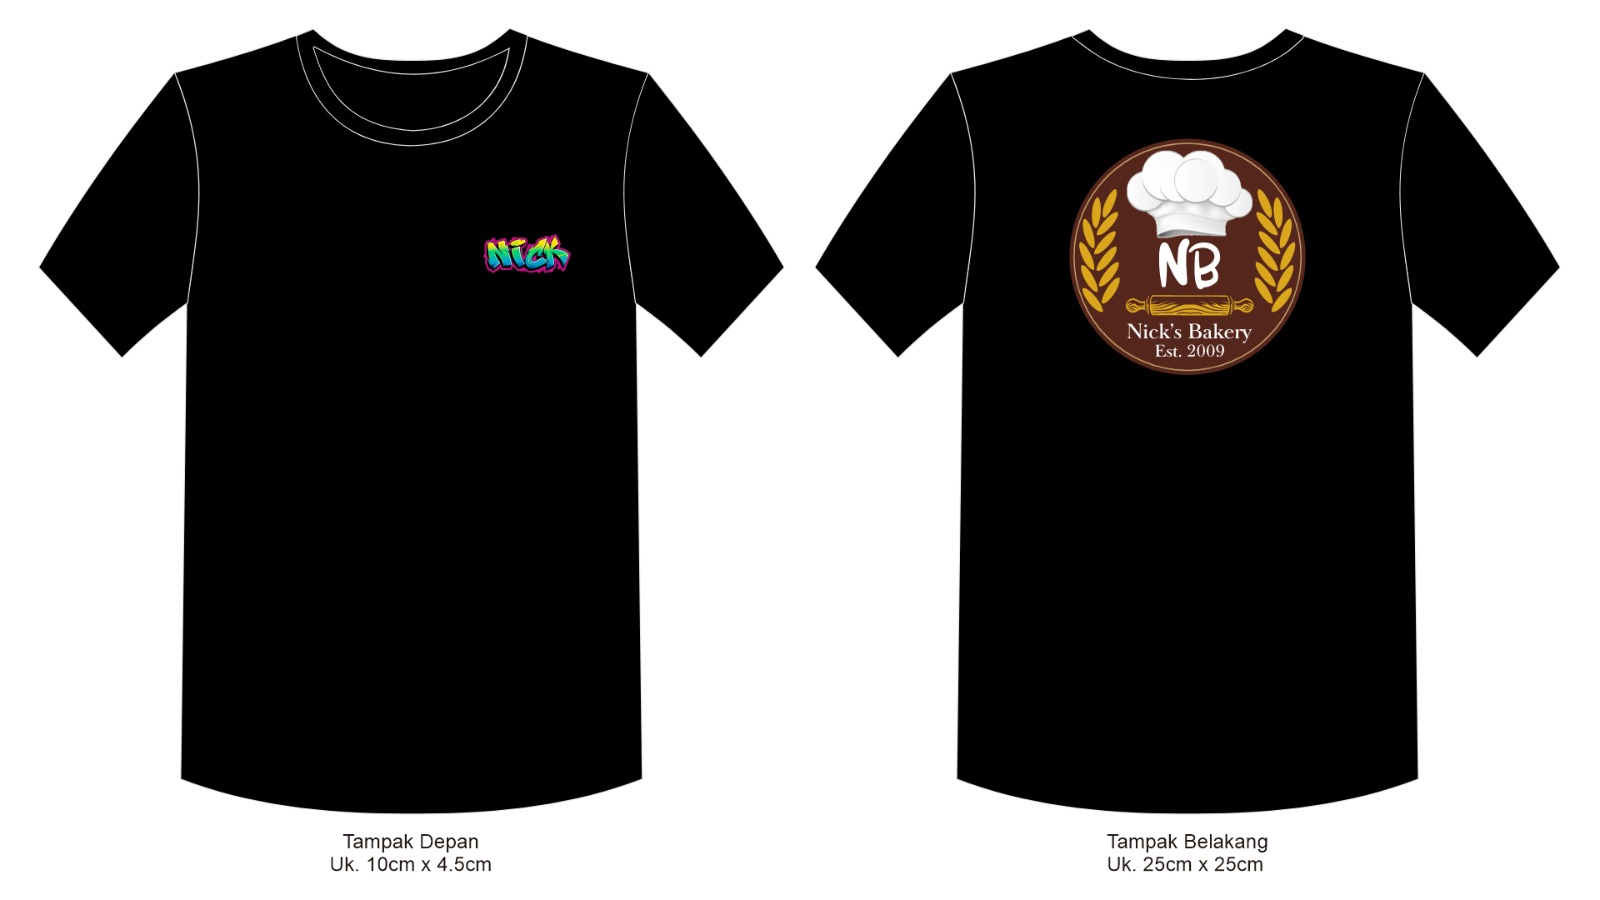 NiCK
NB
Nick's Bakery
Est. 2009
Tampak Depan
Uk. 10cm x 4.5cm
Tampak Belakang
Uk. 25cm x 25cm